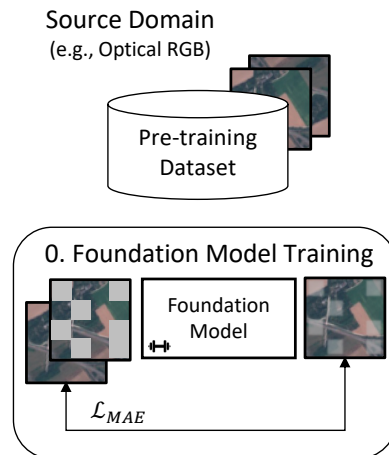 Source Domain
(e.g., Optical RGB)
Pre-training
Dataset
0. Foundation Model Training
Foundation
Model
ℒ_MAE